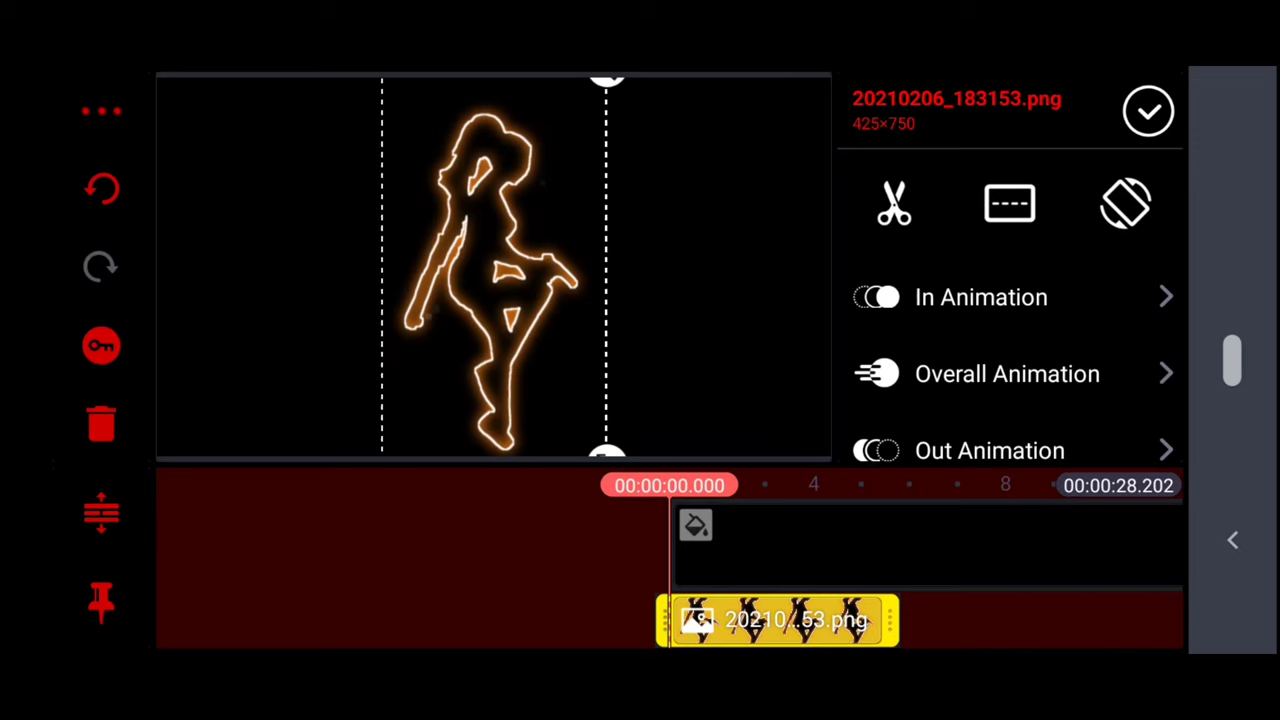 20210206_183153.png
425×750
In Animation
Overall Animation
Out Animation
00:00:00.000
4
8
00:00:28.202
20210...53.png